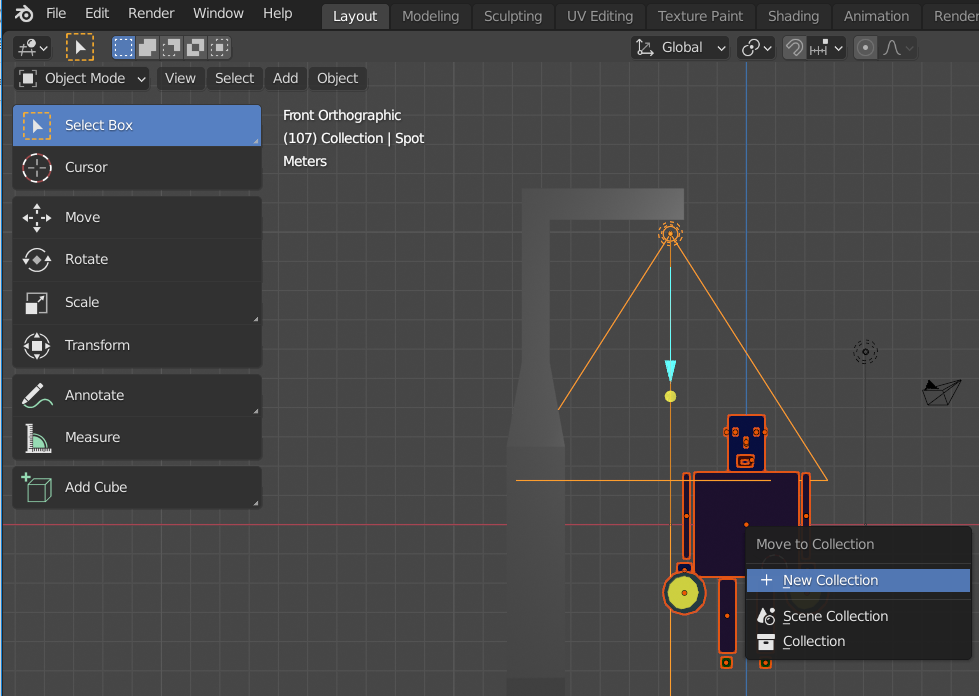 File Edit Render Window Help Layout Modeling Sculpting UV Editing Texture Paint Shading Animation Render
Global
Object Mode View Select Add Object
Select Box
Cursor
Move
Rotate
Scale
Transform
Annotate
Measure
Add Cube
Front Orthographic
(107) Collection | Spot
Meters
Move to Collection
New Collection
Scene Collection
Collection